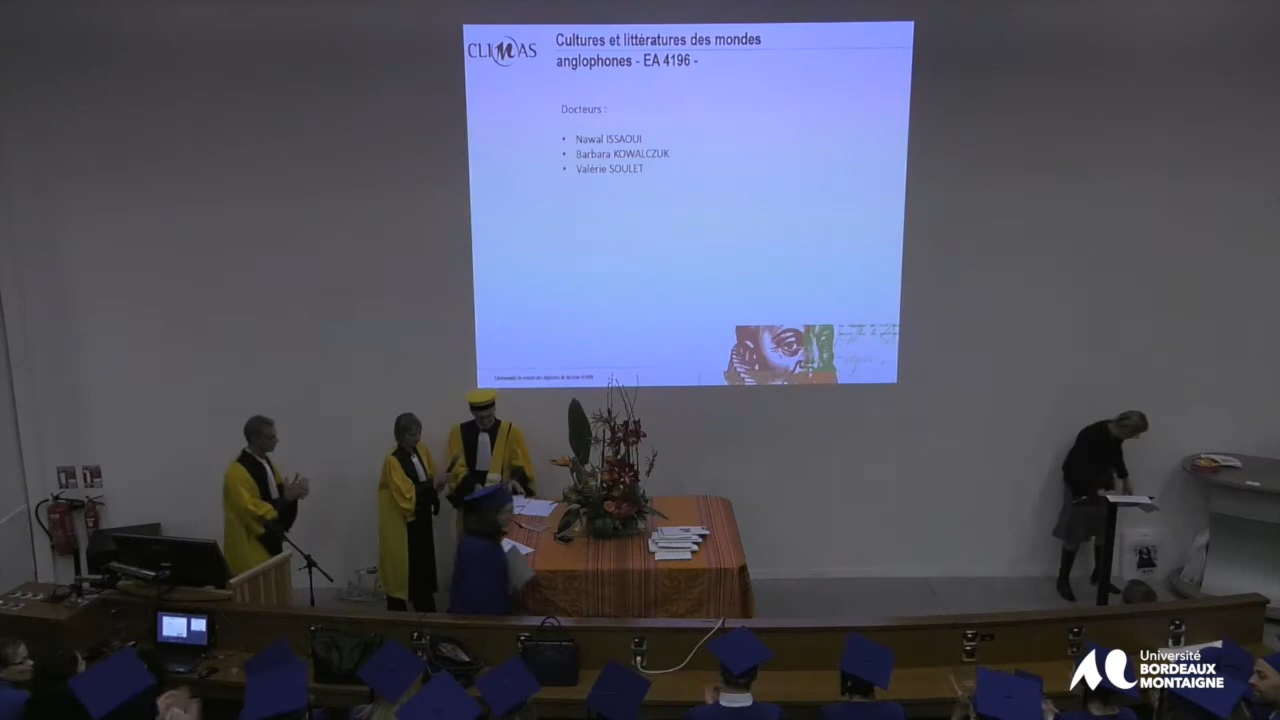 CLIMAS
Cultures et littératures des mondes
anglophones - EA 4196 -
Docteurs :
• Nawal ISSAOUI
• Barbara KOWALCZUK
• Valérie SOULET
Université
BORDEAUX
MONTAIGNE